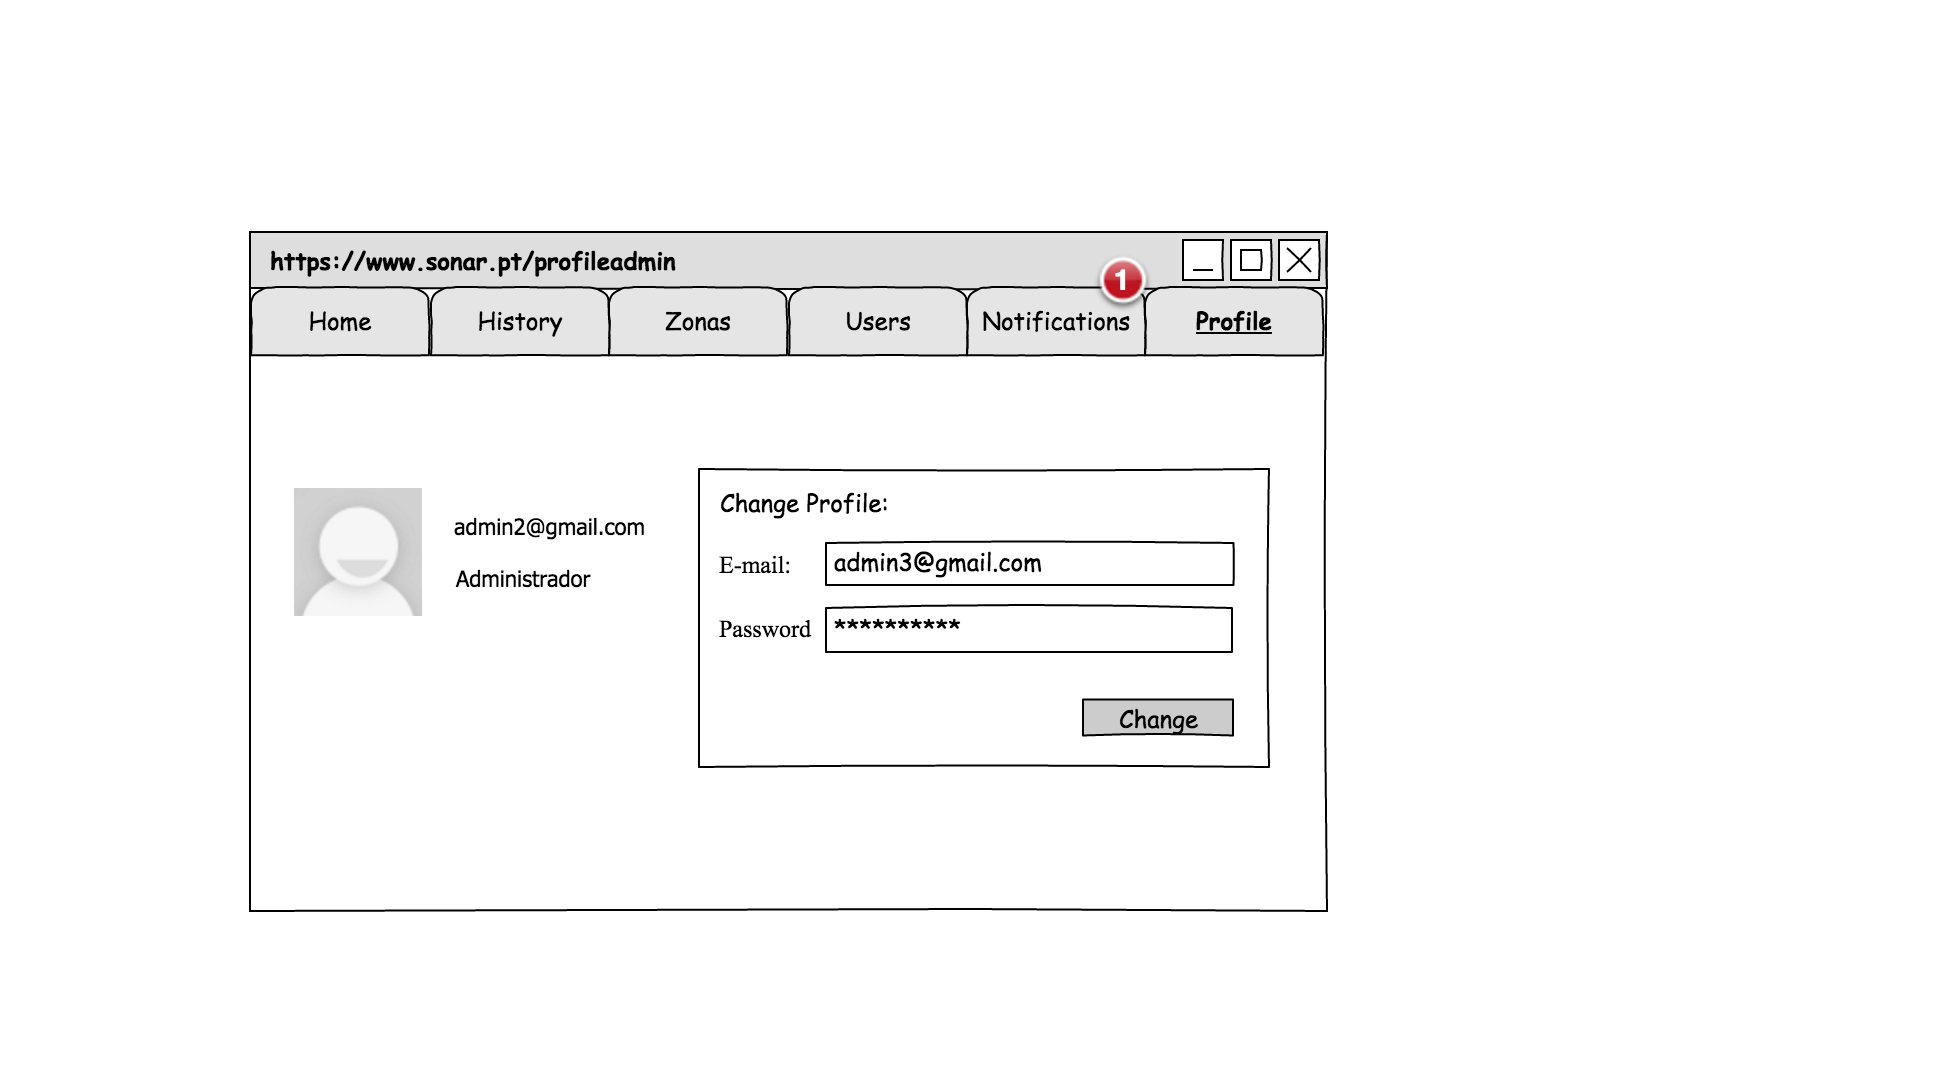 https://www.sonar.pt/profileadmin
1
Home History Zonas Users Notifications Profile
Change Profile:
admin2@gmail.com
E-mail: admin3@gmail.com
Administrador
Password **********
Change